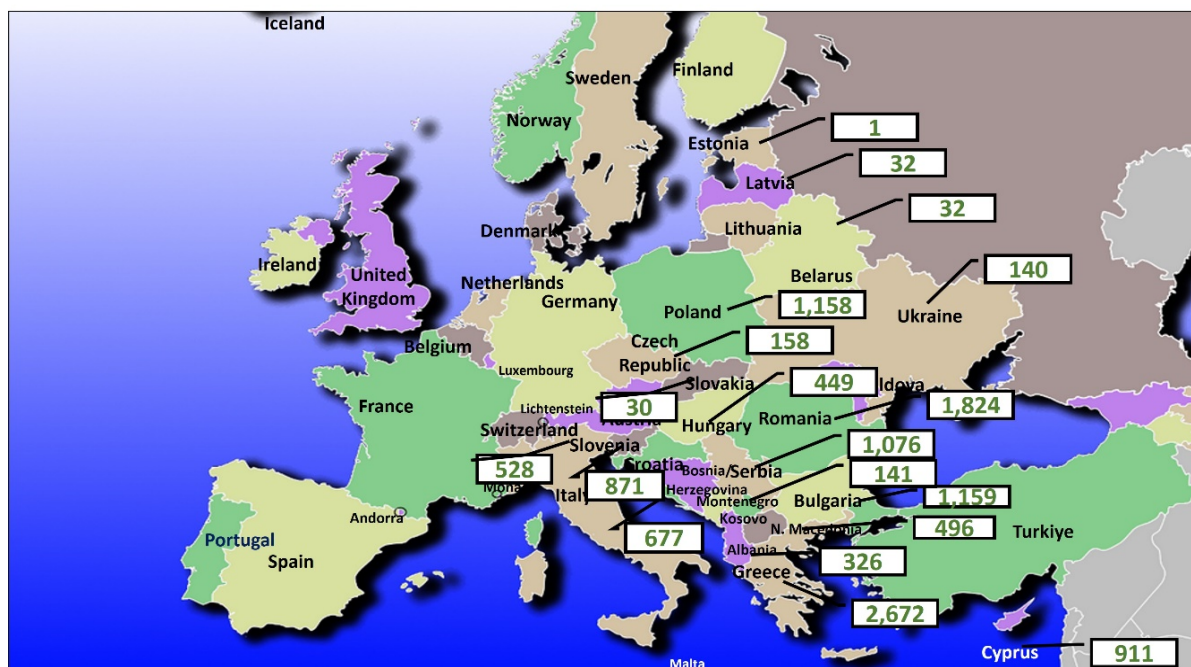 Iceland
Sweden
Finland
Norway
Estonia
1
Latvia
32
32
Denmark
Lithuania
Ireland
United
Kingdom
Netherlands
Germany
Belarus
140
Poland
1,158
Ukraine
Belgium
Czech
Republic
158
Luxembourg
Slovakia
449
ldova
France
Lichtenstein
30
Romania
1,824
Switzerland
Hungary
Slovenia
1,076
528
Croatia
Bosnia/
Serbia
141
871
Italy
Herzegovina
Montenegro
Bulgaria
1,159
Andorra
Kosovo
N. Macedonia
496
Portugal
Spain
677
Albania
326
Turkiye
Greece
2,672
Cyprus
911
Malta